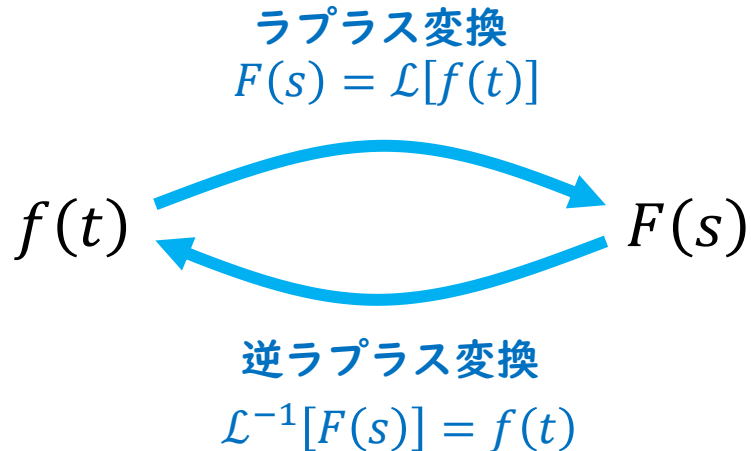 ラプラス変換
F(s) = ℒ[f(t)]
f(t)
F(s)
逆ラプラス変換
ℒ⁻¹[F(s)] = f(t)